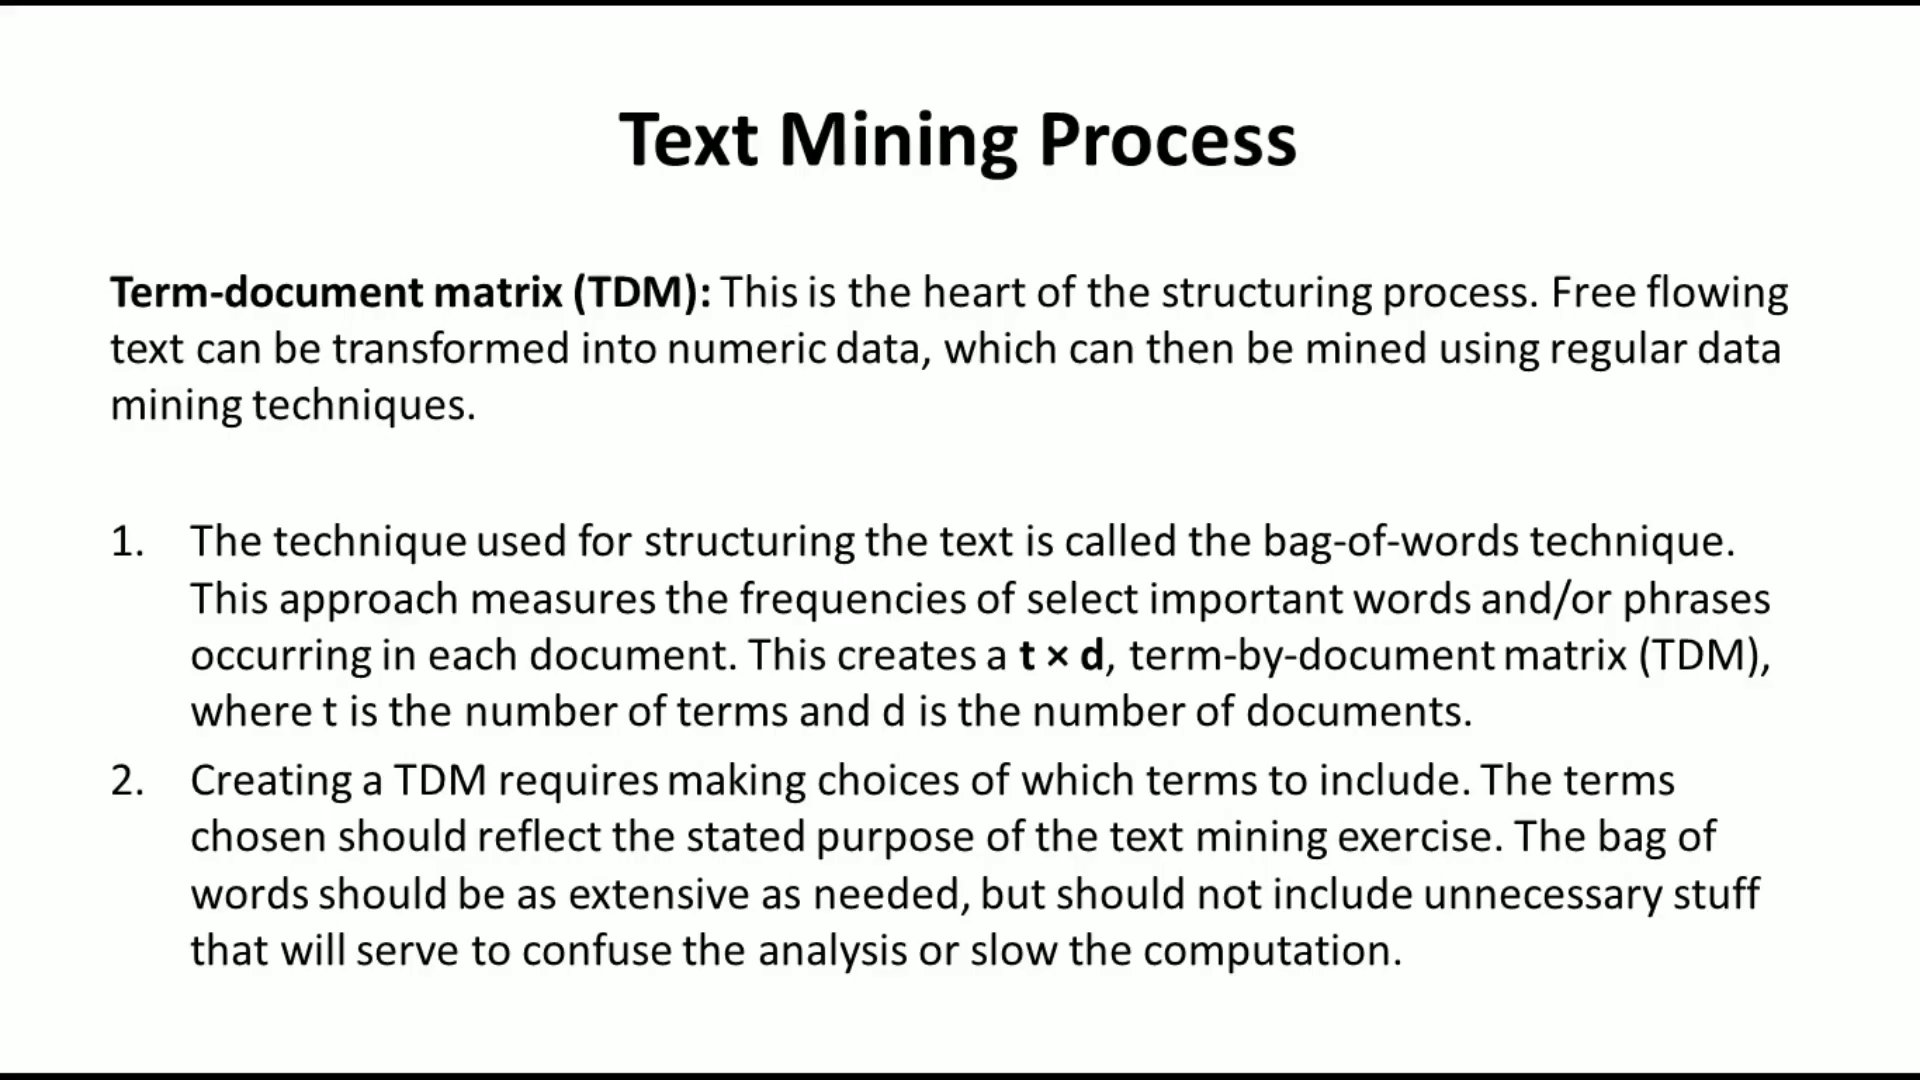 Text Mining Process
Term-document matrix (TDM): This is the heart of the structuring process. Free flowing
text can be transformed into numeric data, which can then be mined using regular data
mining techniques.
1. The technique used for structuring the text is called the bag-of-words technique.
This approach measures the frequencies of select important words and/or phrases
occurring in each document. This creates a t × d, term-by-document matrix (TDM),
where t is the number of terms and d is the number of documents.
2. Creating a TDM requires making choices of which terms to include. The terms
chosen should reflect the stated purpose of the text mining exercise. The bag of
words should be as extensive as needed, but should not include unnecessary stuff
that will serve to confuse the analysis or slow the computation.